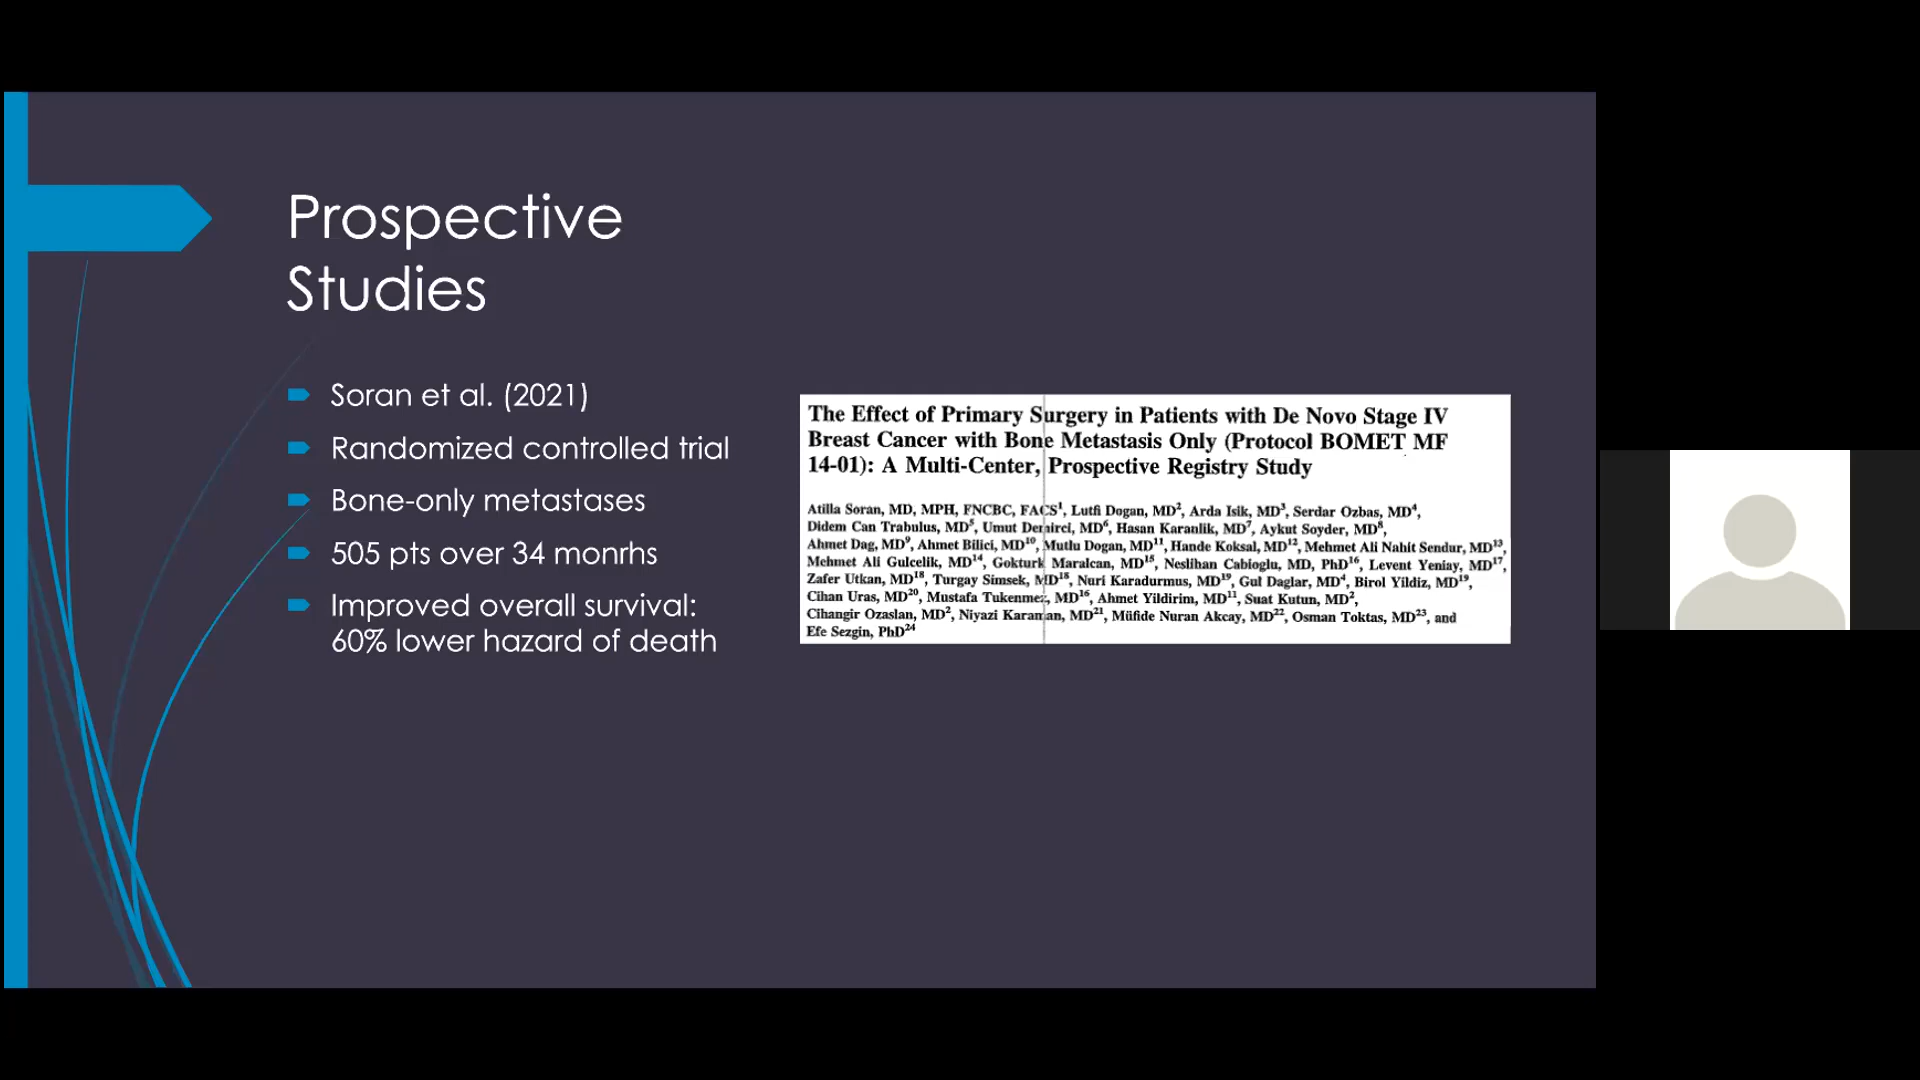 Prospective
Studies
Soran et al. (2021)
Randomized controlled trial
Bone-only metastases
505 pts over 34 monrhs
Improved overall survival:
60% lower hazard of death
The Effect of Primary Surgery in Patients with De Novo Stage IV
Breast Cancer with Bone Metastasis Only (Protocol BOMET MF
14-01): A Multi-Center, Prospective Registry Study
Atilla Soran, MD, MPH, FNCBC, FACS¹, Lutfi Dogan, MD², Arda Isik, MD³, Serdar Ozbas, MD⁴,
Didem Can Trabulus, MD⁵, Umut Demirci, MD⁶, Hasan Karanlik, MD⁷, Aykut Soyder, MD⁸,
Ahmet Dag, MD⁹, Ahmet Bilici, MD¹⁰, Mutlu Dogan, MD¹¹, Hande Koksal, MD¹², Mehmet Ali Nahit Sendur, MD¹³,
Mehmet Ali Gulcelik, MD¹⁴, Gokturk Maralcan, MD¹⁵, Neslihan Cabioglu, MD, PhD¹⁶, Levent Yeniay, MD¹⁷,
Zafer Utkan, MD¹⁸, Turgay Simsek, MD¹⁸, Nuri Karadurmus, MD¹⁹, Gul Daglar, MD⁴, Birol Yildiz, MD¹⁹,
Cihan Uras, MD²⁰, Mustafa Tukenmez, MD¹⁶, Ahmet Yildirim, MD¹¹, Suat Kutun, MD²,
Cihangir Ozaslan, MD², Niyazi Karaman, MD²¹, Müfide Nuran Akcay, MD²², Osman Toktas, MD²³, and
Efe Sezgin, PhD²⁴